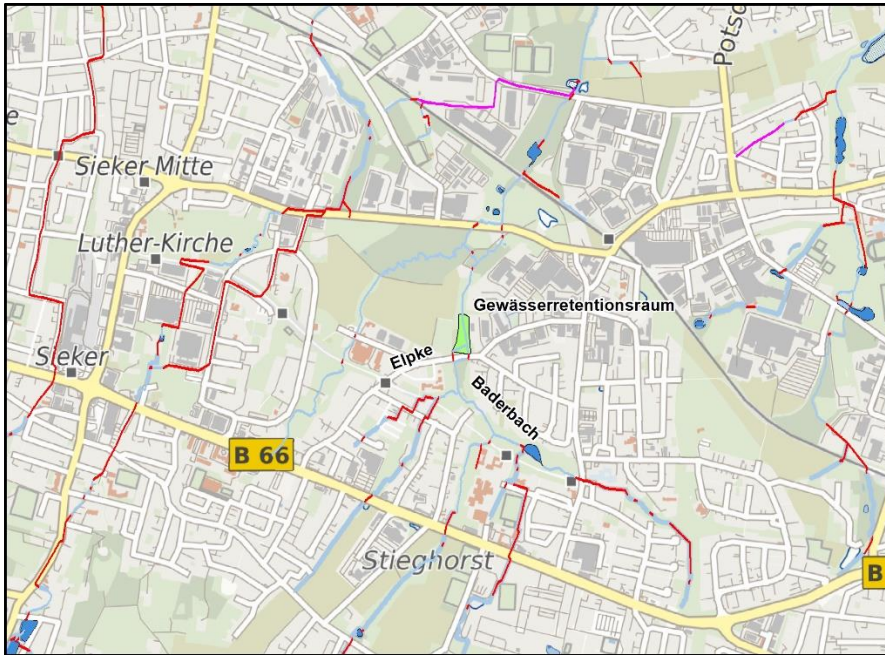 Potsd
e
Sieker Mitte
Luther-Kirche
Gewässerretentionsraum
Sieker
Elpke
Baderbach
B 66
Stieghorst
B